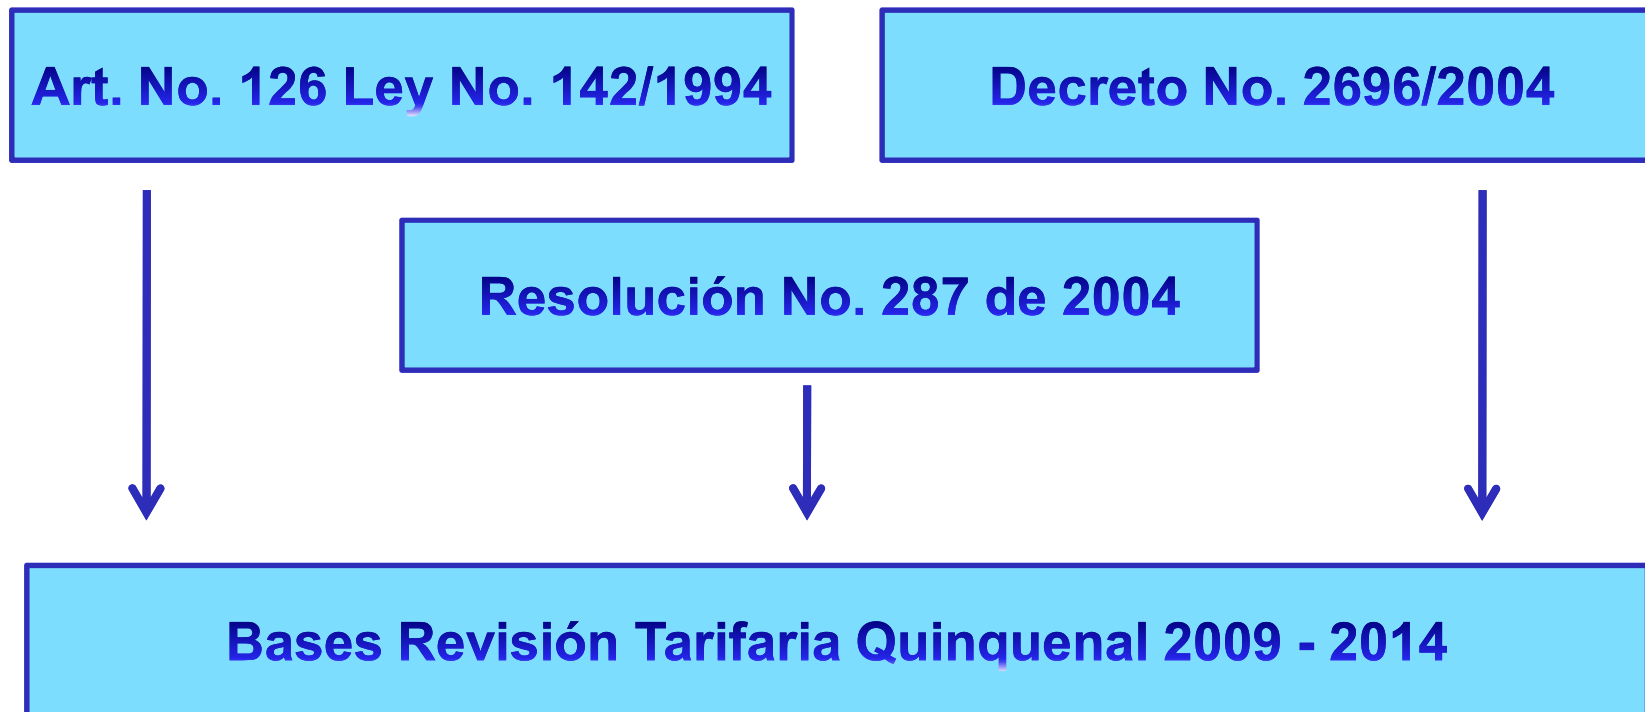 Art. No. 126 Ley No. 142/1994
Decreto No. 2696/2004
Resolución No. 287 de 2004
Bases Revisión Tarifaria Quinquenal 2009 - 2014